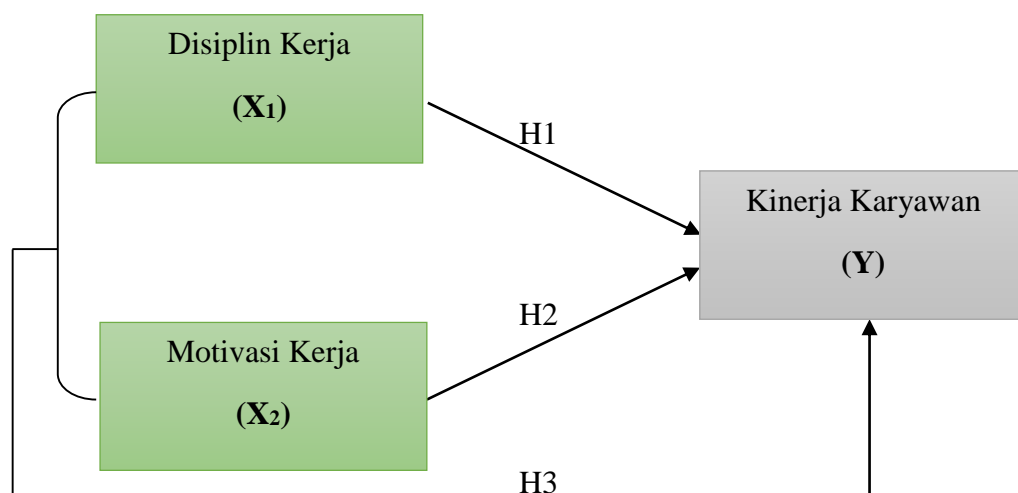 Disiplin Kerja
(X₁)
H1
Kinerja Karyawan
(Y)
H2
Motivasi Kerja
(X₂)
H3